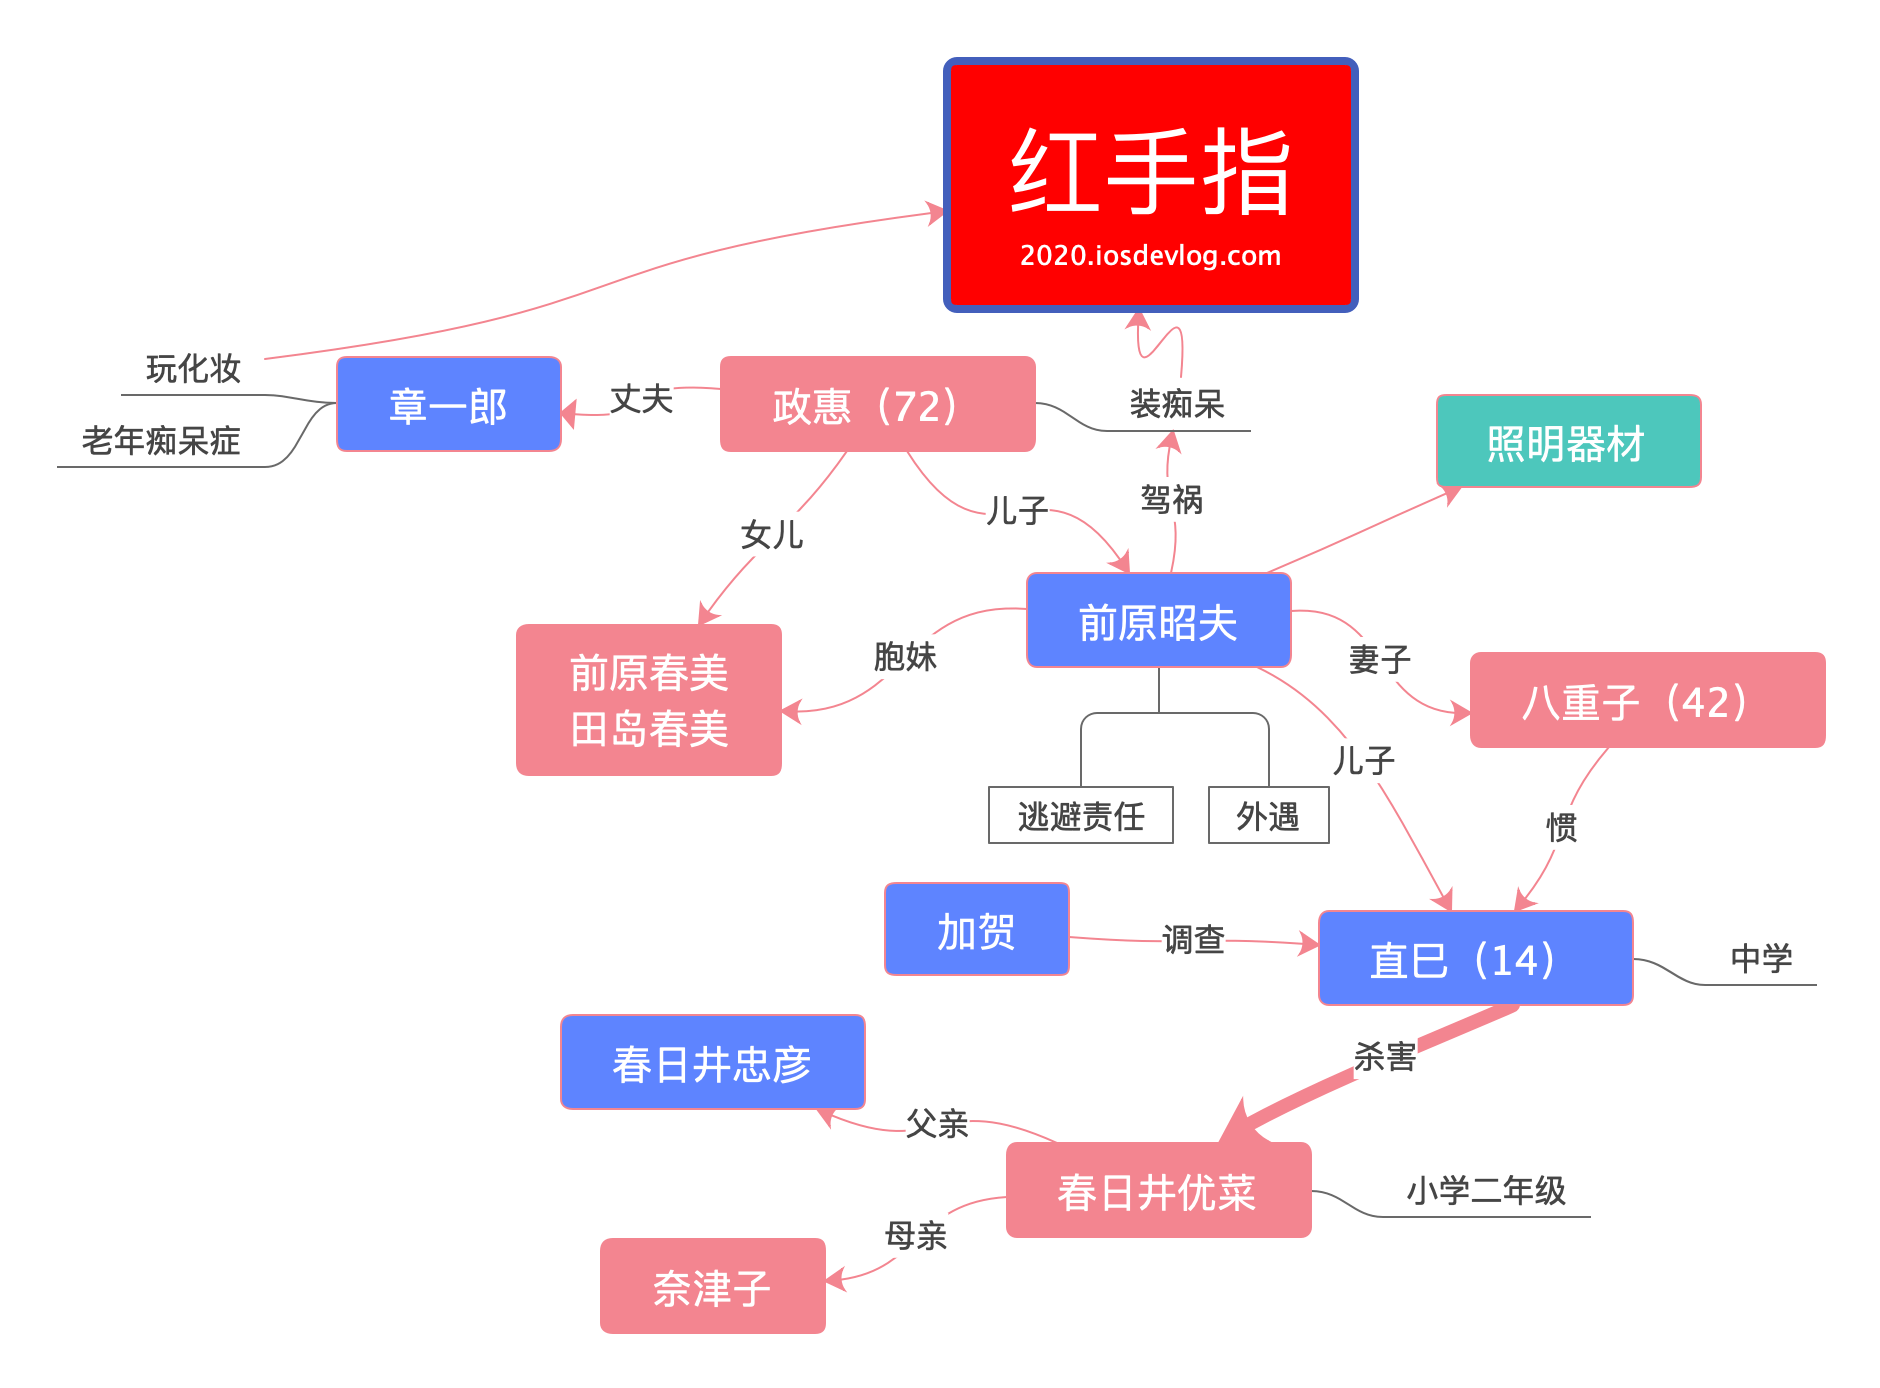 红手指
2020.iosdevlog.com
玩化妆
老年痴呆症
章一郎
丈夫
政惠（72）
装痴呆
照明器材
驾祸
儿子
女儿
前原昭夫
前原春美
田岛春美
胞妹
妻子
八重子（42）
儿子
逃避责任
外遇
惯
加贺
调查
直巳（14）
中学
杀害
春日井忠彦
父亲
春日井优菜
小学二年级
母亲
奈津子